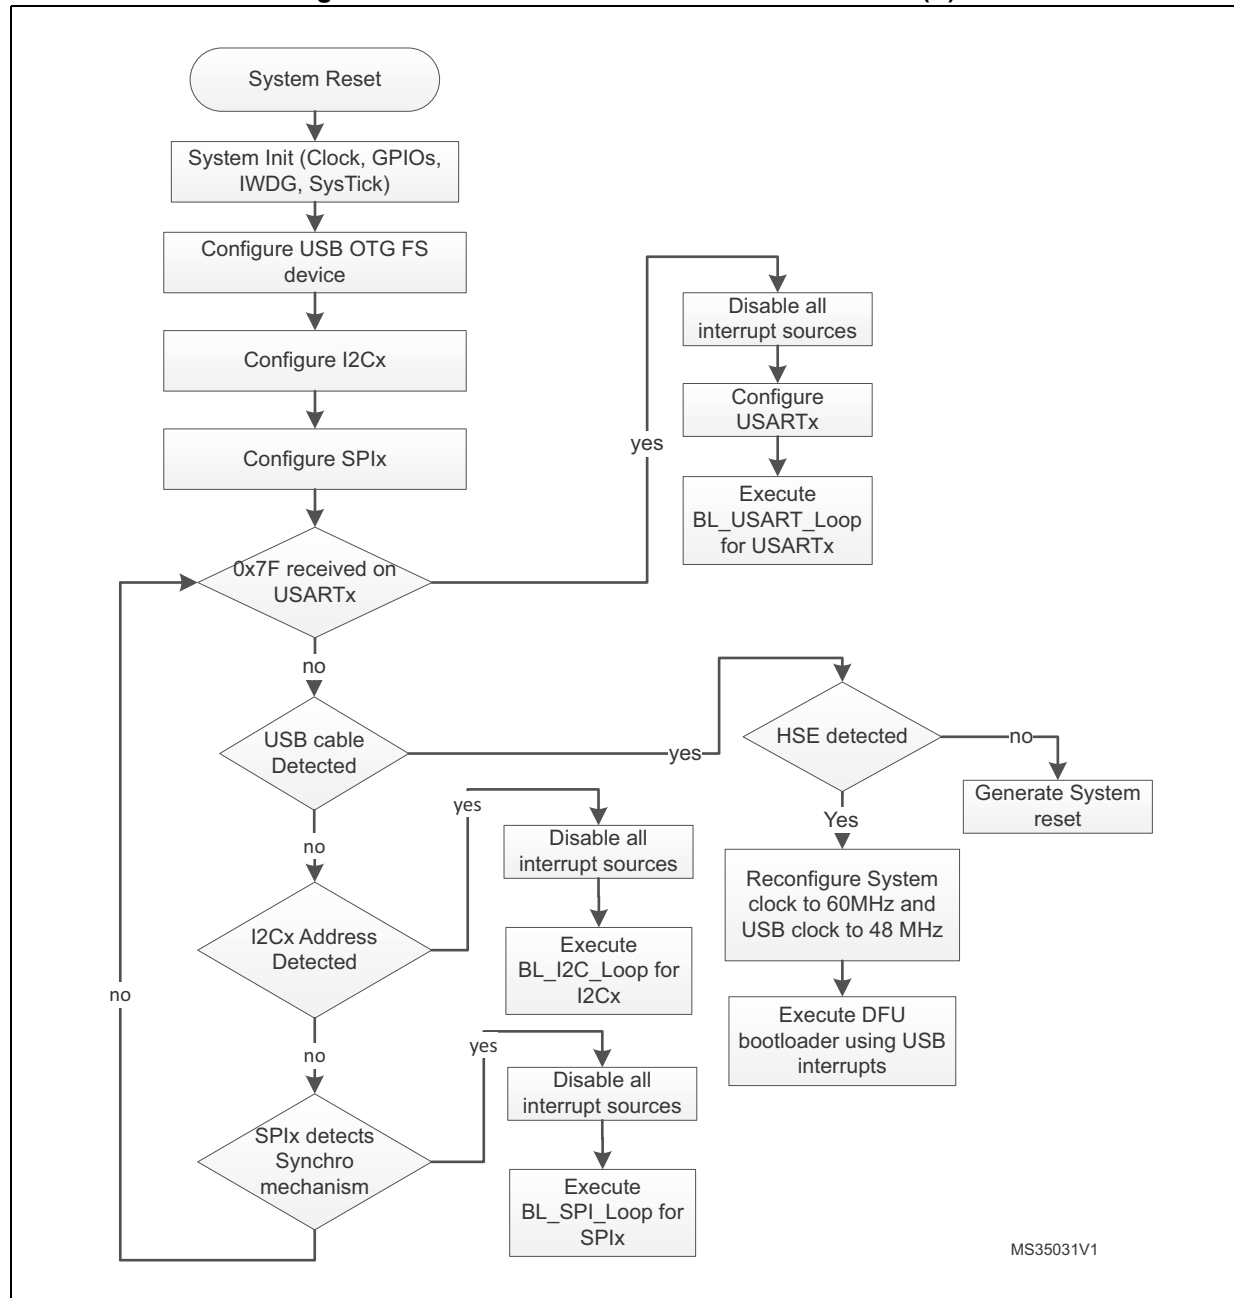 System Reset
System Init (Clock, GPIOs,
IWDG, SysTick)
Configure USB OTG FS
device
Configure I2Cx
Configure SPIx
0x7F received on
USARTx
yes
Disable all
interrupt sources
Configure
USARTx
Execute
BL_USART_Loop
for USARTx
no
USB cable
Detected
yes
HSE detected
no
Generate System
reset
Yes
Reconfigure System
clock to 60MHz and
USB clock to 48 MHz
Execute DFU
bootloader using USB
interrupts
no
I2Cx Address
Detected
yes
Disable all
interrupt sources
Execute
BL_I2C_Loop for
I2Cx
no
SPIx detects
Synchro
mechanism
yes
Disable all
interrupt sources
Execute
BL_SPI_Loop for
SPIx
no
MS35031V1